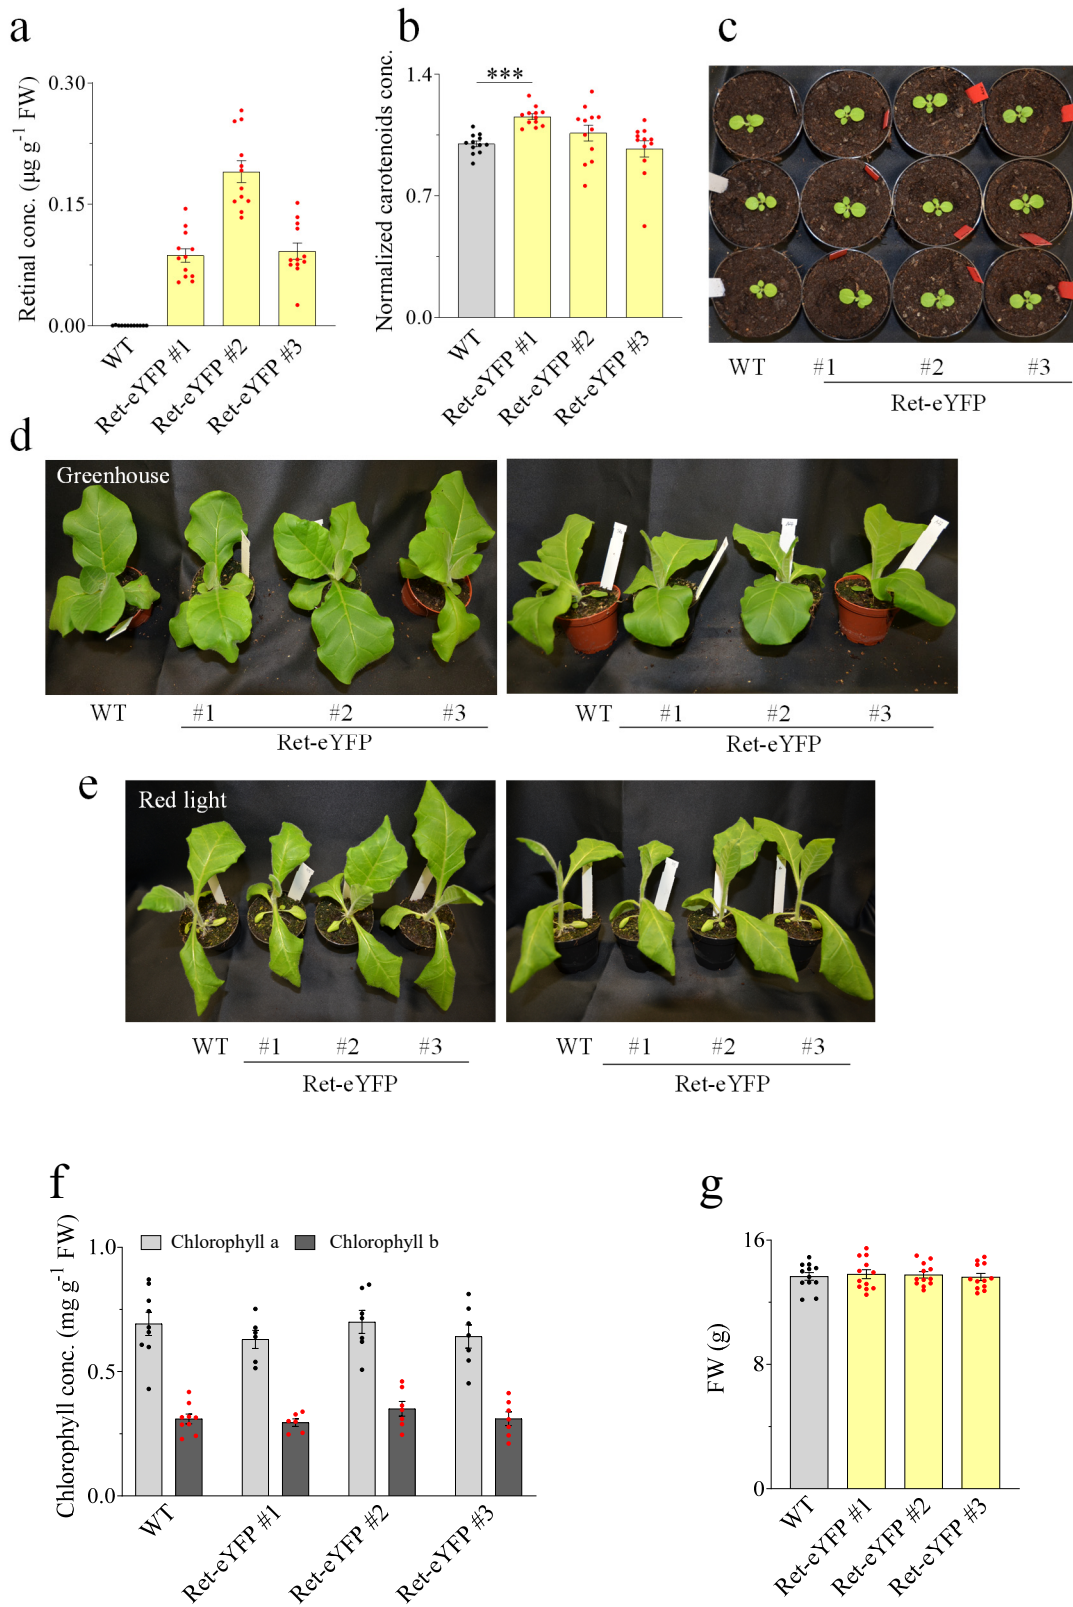 a
Retinal conc. (µg g-1 FW)
0.30
0.15
0.00
WT
Ret-eYFP #1
Ret-eYFP #2
Ret-eYFP #3
b
Normalized carotenoids conc.
1.4
0.7
0.0
***
WT
Ret-eYFP #1
Ret-eYFP #2
Ret-eYFP #3
c
WT #1 #2 #3
Ret-eYFP
d
Greenhouse
WT #1 #2 #3
Ret-eYFP
WT #1 #2 #3
Ret-eYFP
e
Red light
WT #1 #2 #3
Ret-eYFP
WT #1 #2 #3
Ret-eYFP
f
Chlorophyll conc. (mg g-1 FW)
Chlorophyll a Chlorophyll b
1.0
0.5
0.0
WT
Ret-eYFP #1
Ret-eYFP #2
Ret-eYFP #3
g
FW (g)
16
8
0
WT
Ret-eYFP #1
Ret-eYFP #2
Ret-eYFP #3